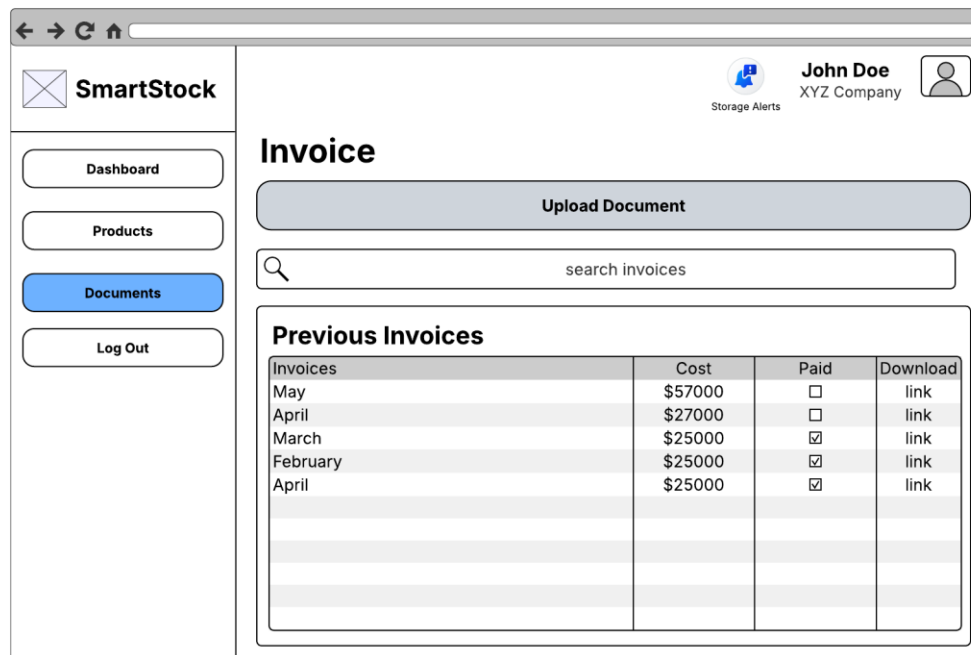 SmartStock
Storage Alerts
John Doe
XYZ Company
Dashboard
Products
Documents
Log Out
Invoice
Upload Document
search invoices
Previous Invoices
Invoices Cost Paid Download
May $57000 ☐ link
April $27000 ☐ link
March $25000 ☑ link
February $25000 ☑ link
April $25000 ☑ link